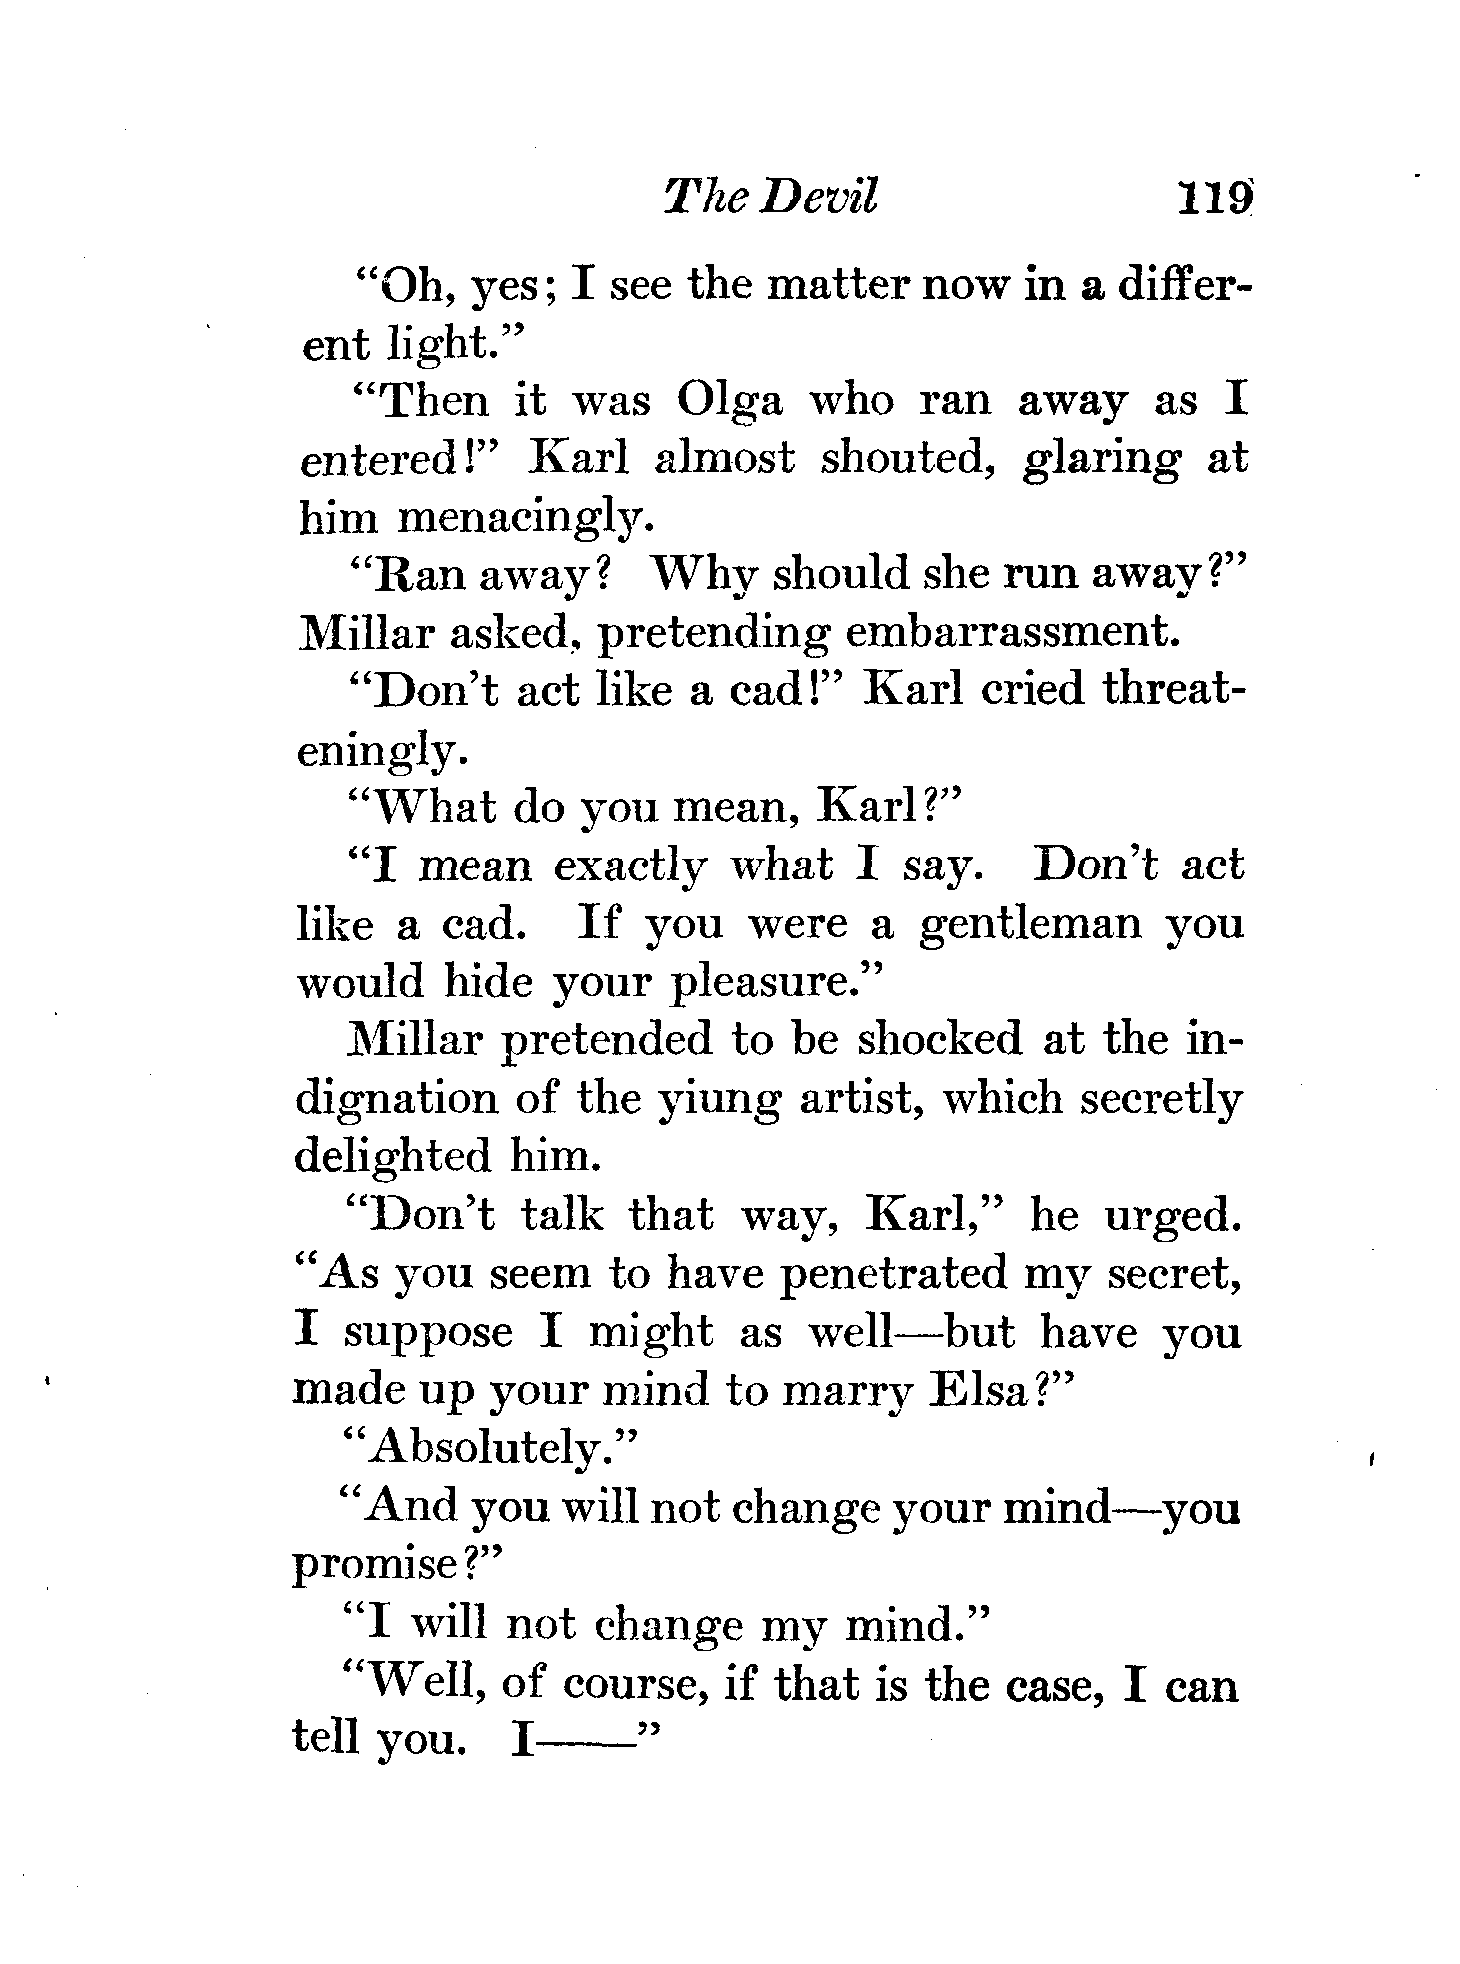 The Devil 119
“Oh, yes; I see the matter now in a differ-
ent light.”
“Then it was Olga who ran away as I
entered!” Karl almost shouted, glaring at
him menacingly.
“Ran away? Why should she run away?”
Millar asked, pretending embarrassment.
“Don’t act like a cad!” Karl cried threat-
eningly.
“What do you mean, Karl?”
“I mean exactly what I say. Don’t act
like a cad. If you were a gentleman you
would hide your pleasure.”
Millar pretended to be shocked at the in-
dignation of the yiung artist, which secretly
delighted him.
“Don’t talk that way, Karl,” he urged.
“As you seem to have penetrated my secret,
I suppose I might as well—but have you
made up your mind to marry Elsa?”
“Absolutely.”
“And you will not change your mind—you
promise?”
“I will not change my mind.”
“Well, of course, if that is the case, I can
tell you. I——”